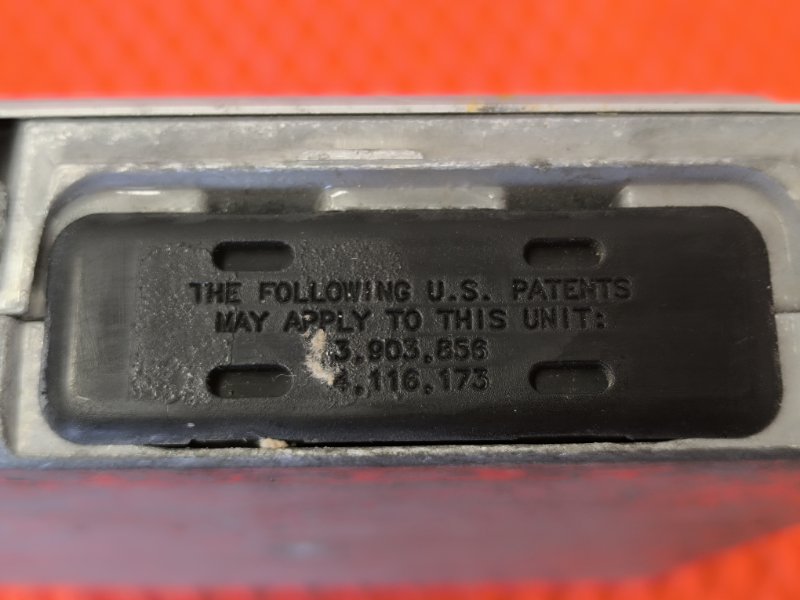 THE FOLLOWING U.S. PATENTS
MAY APPLY TO THIS UNIT:
3,903,856
4,116,173